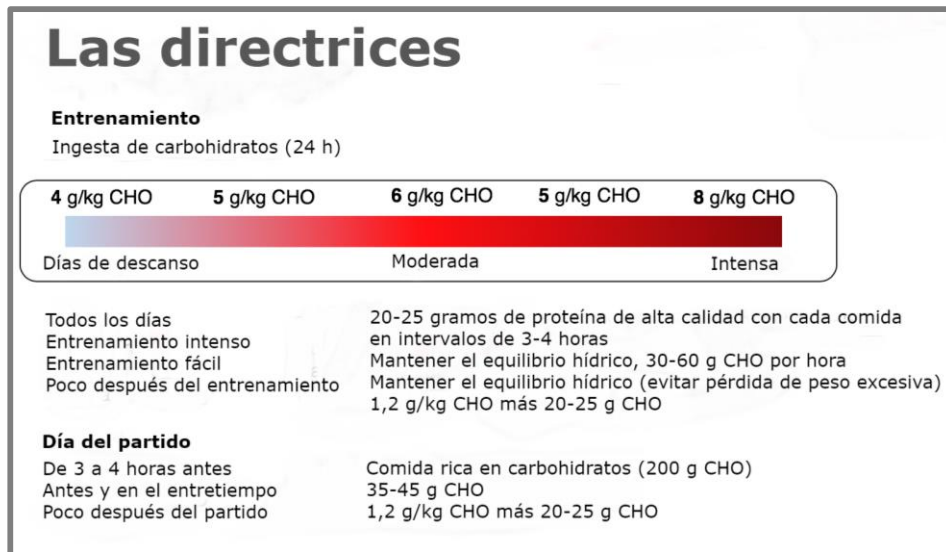 Las directrices
Entrenamiento
Ingesta de carbohidratos (24 h)
4 g/kg CHO 5 g/kg CHO 6 g/kg CHO 5 g/kg CHO 8 g/kg CHO
Días de descanso Moderada Intensa
Todos los días 20-25 gramos de proteína de alta calidad con cada comida
Entrenamiento intenso en intervalos de 3-4 horas
Entrenamiento fácil Mantener el equilibrio hídrico, 30-60 g CHO por hora
Poco después del entrenamiento Mantener el equilibrio hídrico (evitar pérdida de peso excesiva)
1,2 g/kg CHO más 20-25 g CHO
Día del partido
De 3 a 4 horas antes Comida rica en carbohidratos (200 g CHO)
Antes y en el entretiempo 35-45 g CHO
Poco después del partido 1,2 g/kg CHO más 20-25 g CHO